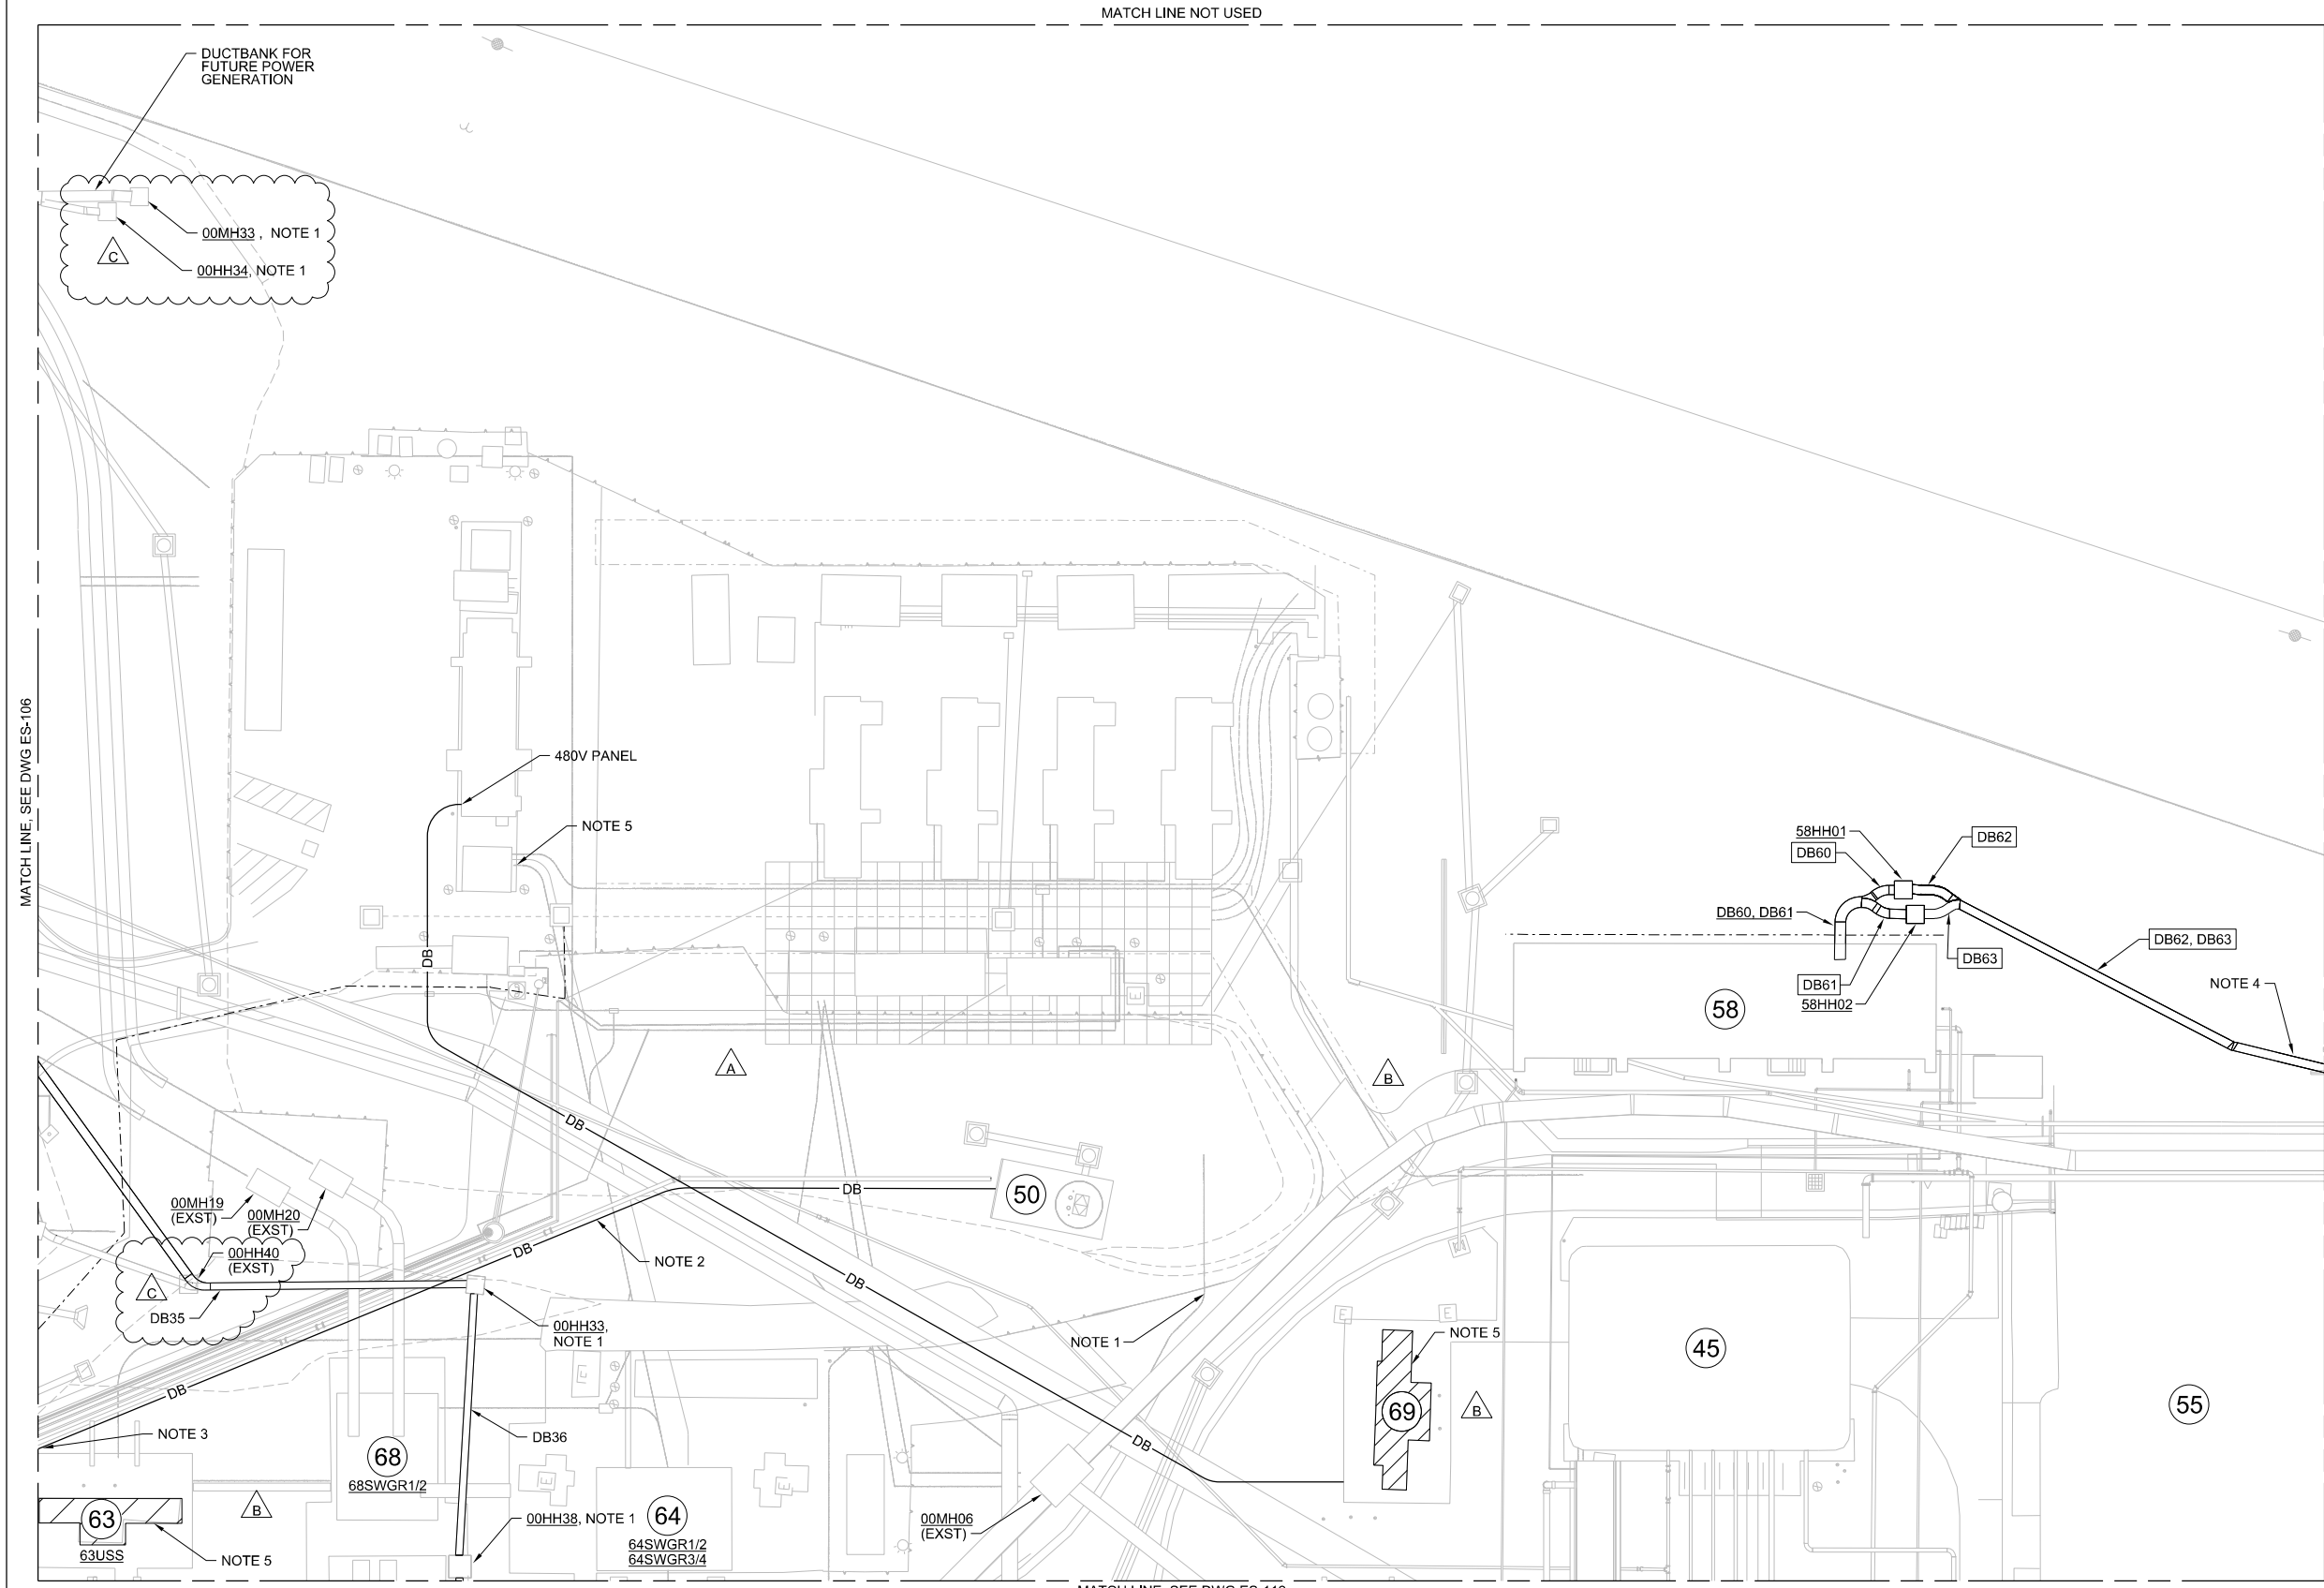 MATCH LINE NOT USED
DUCTBANK FOR
FUTURE POWER
GENERATION
00MH33 , NOTE 1
C
00HH34, NOTE 1
MATCH LINE, SEE DWG ES-106
480V PANEL
NOTE 5
58HH01
DB62
DB60
DB60, DB61
DB62, DB63
DB63
DB61
58HH02
NOTE 4
58
DB
A
B
DB
00MH19
(EXST)
00MH20
(EXST)
DB
50
00HH40
(EXST)
DB
NOTE 2
DB
C
DB35
00HH33,
NOTE 1
NOTE 1
E
E
NOTE 5
45
DB
69
B
55
NOTE 3
DB36
DB
68
68SWGR1/2
E
E
E
E
B
63
63USS
NOTE 5
00HH38, NOTE 1
64
64SWGR1/2
64SWGR3/4
00MH06
(EXST)